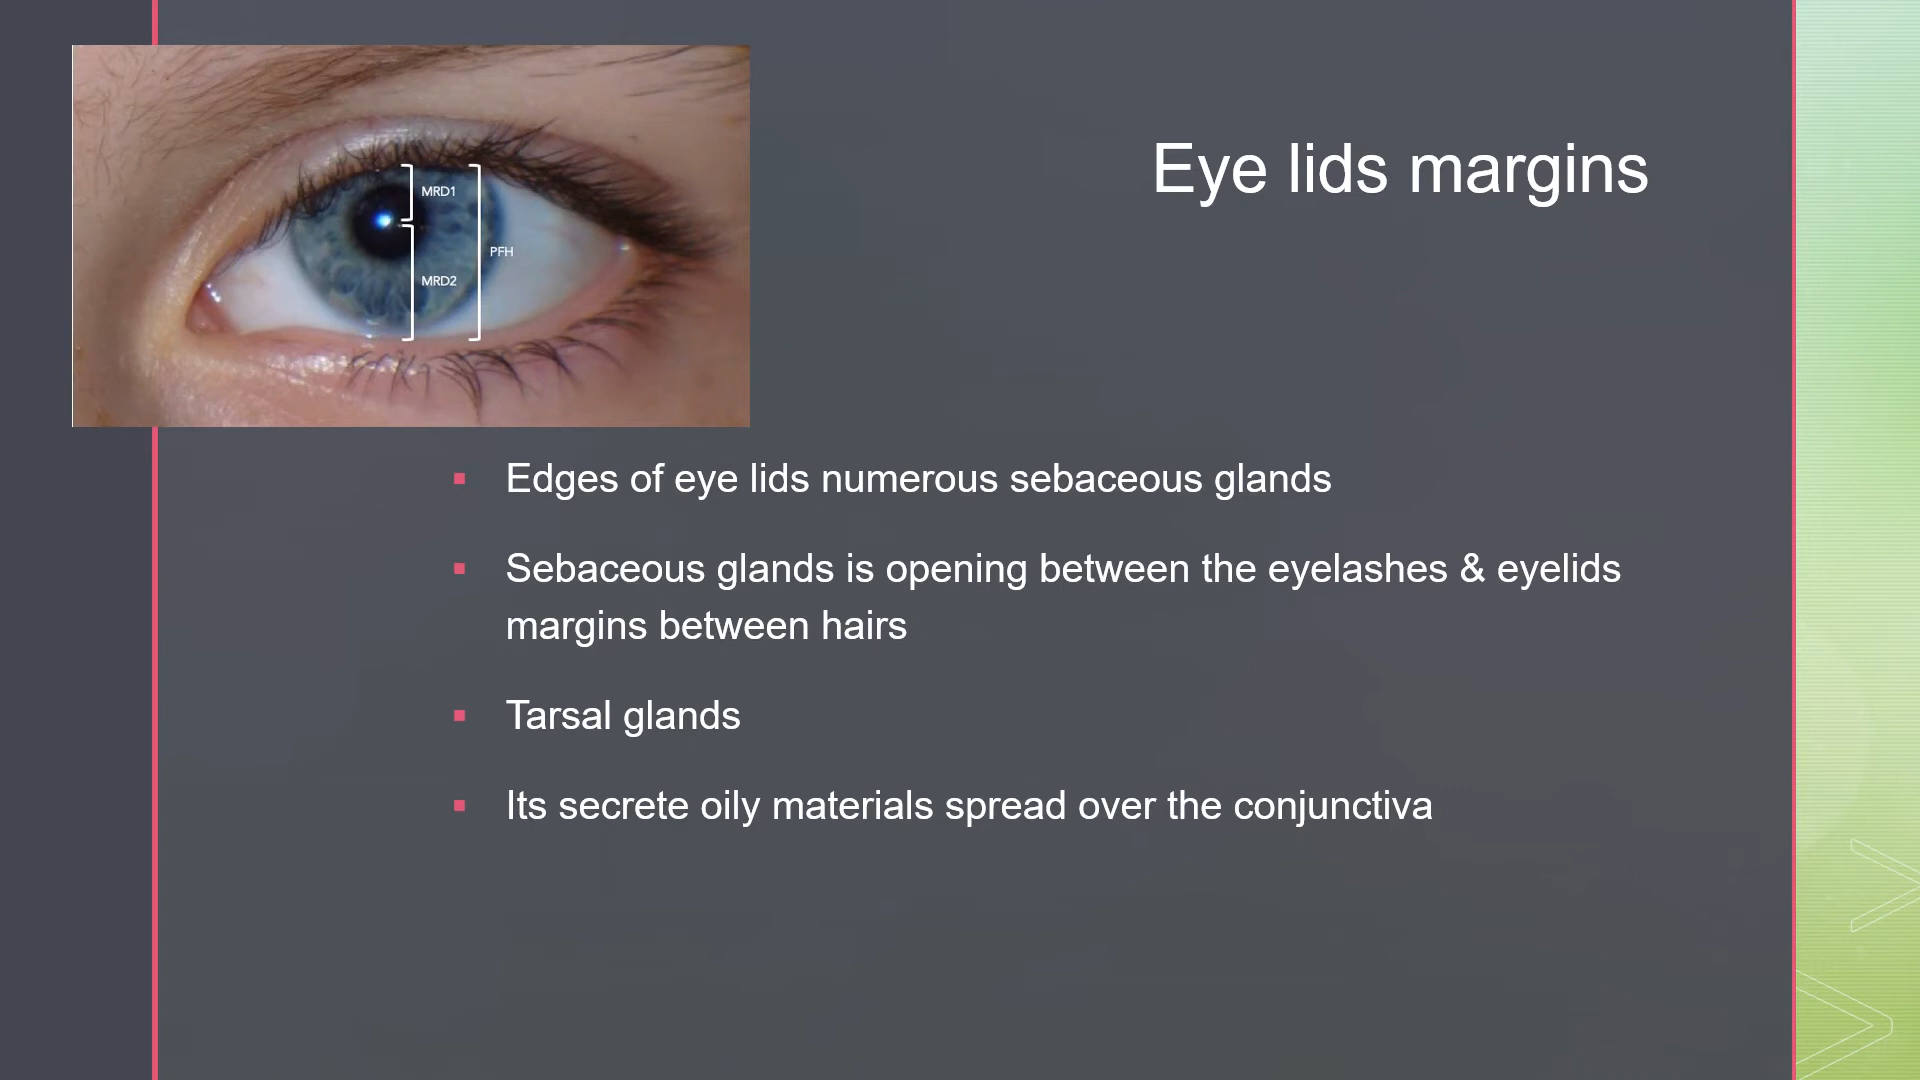 Eye lids margins
MRD1
PFH
MRD2
▪ Edges of eye lids numerous sebaceous glands
▪ Sebaceous glands is opening between the eyelashes & eyelids
margins between hairs
▪ Tarsal glands
▪ Its secrete oily materials spread over the conjunctiva